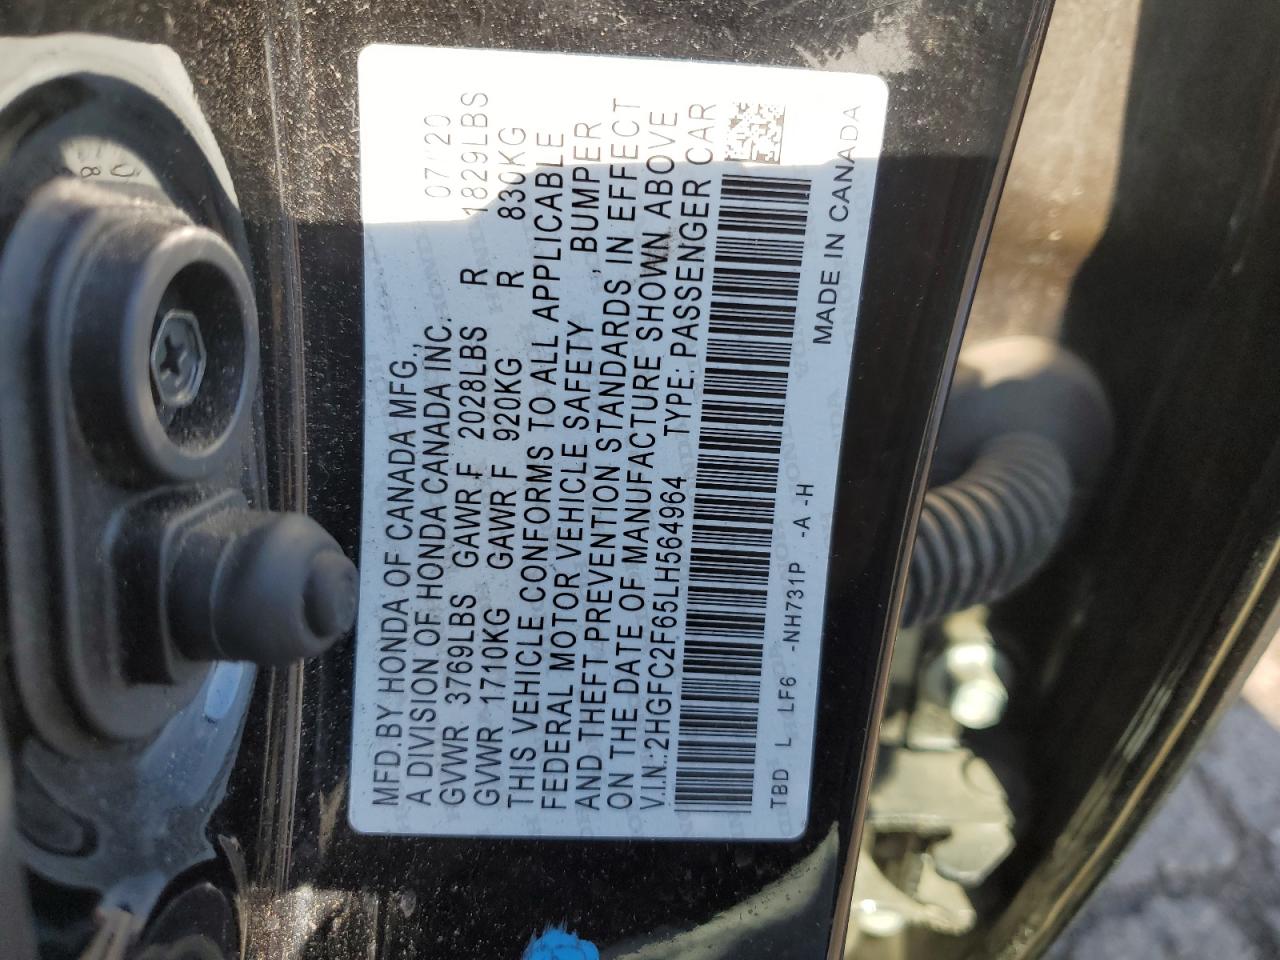 MFD.BY HONDA OF CANADA MFG.,
A DIVISION OF HONDA CANADA INC. 07/20
GVWR 3769LBS GAWR F 2028LBS R 1829LBS
GVWR 1710KG GAWR F 920KG R 830KG
THIS VEHICLE CONFORMS TO ALL APPLICABLE
FEDERAL MOTOR VEHICLE SAFETY, BUMPER
AND THEFT PREVENTION STANDARDS IN EFFECT
ON THE DATE OF MANUFACTURE SHOWN ABOVE
V.I.N.:2HGFC2F65LH564964 TYPE:PASSENGER CAR
TBD L LF6 -NH731P -A -H MADE IN CANADA